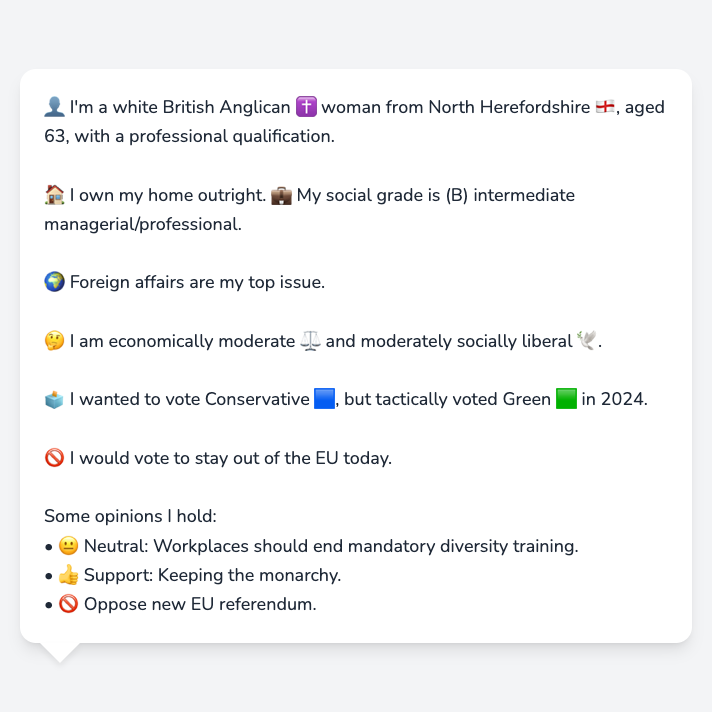 👤 I'm a white British Anglican ✝️ woman from North Herefordshire 🏴󠁧󠁢󠁥󠁮󠁧󠁿, aged
63, with a professional qualification.
🏠 I own my home outright. 💼 My social grade is (B) intermediate
managerial/professional.
🌍 Foreign affairs are my top issue.
🤔 I am economically moderate ⚖️ and moderately socially liberal 🕊️.
🗳️ I wanted to vote Conservative 🟦, but tactically voted Green 🟩 in 2024.
🚫 I would vote to stay out of the EU today.
Some opinions I hold:
• 😐 Neutral: Workplaces should end mandatory diversity training.
• 👍 Support: Keeping the monarchy.
• 🚫 Oppose new EU referendum.